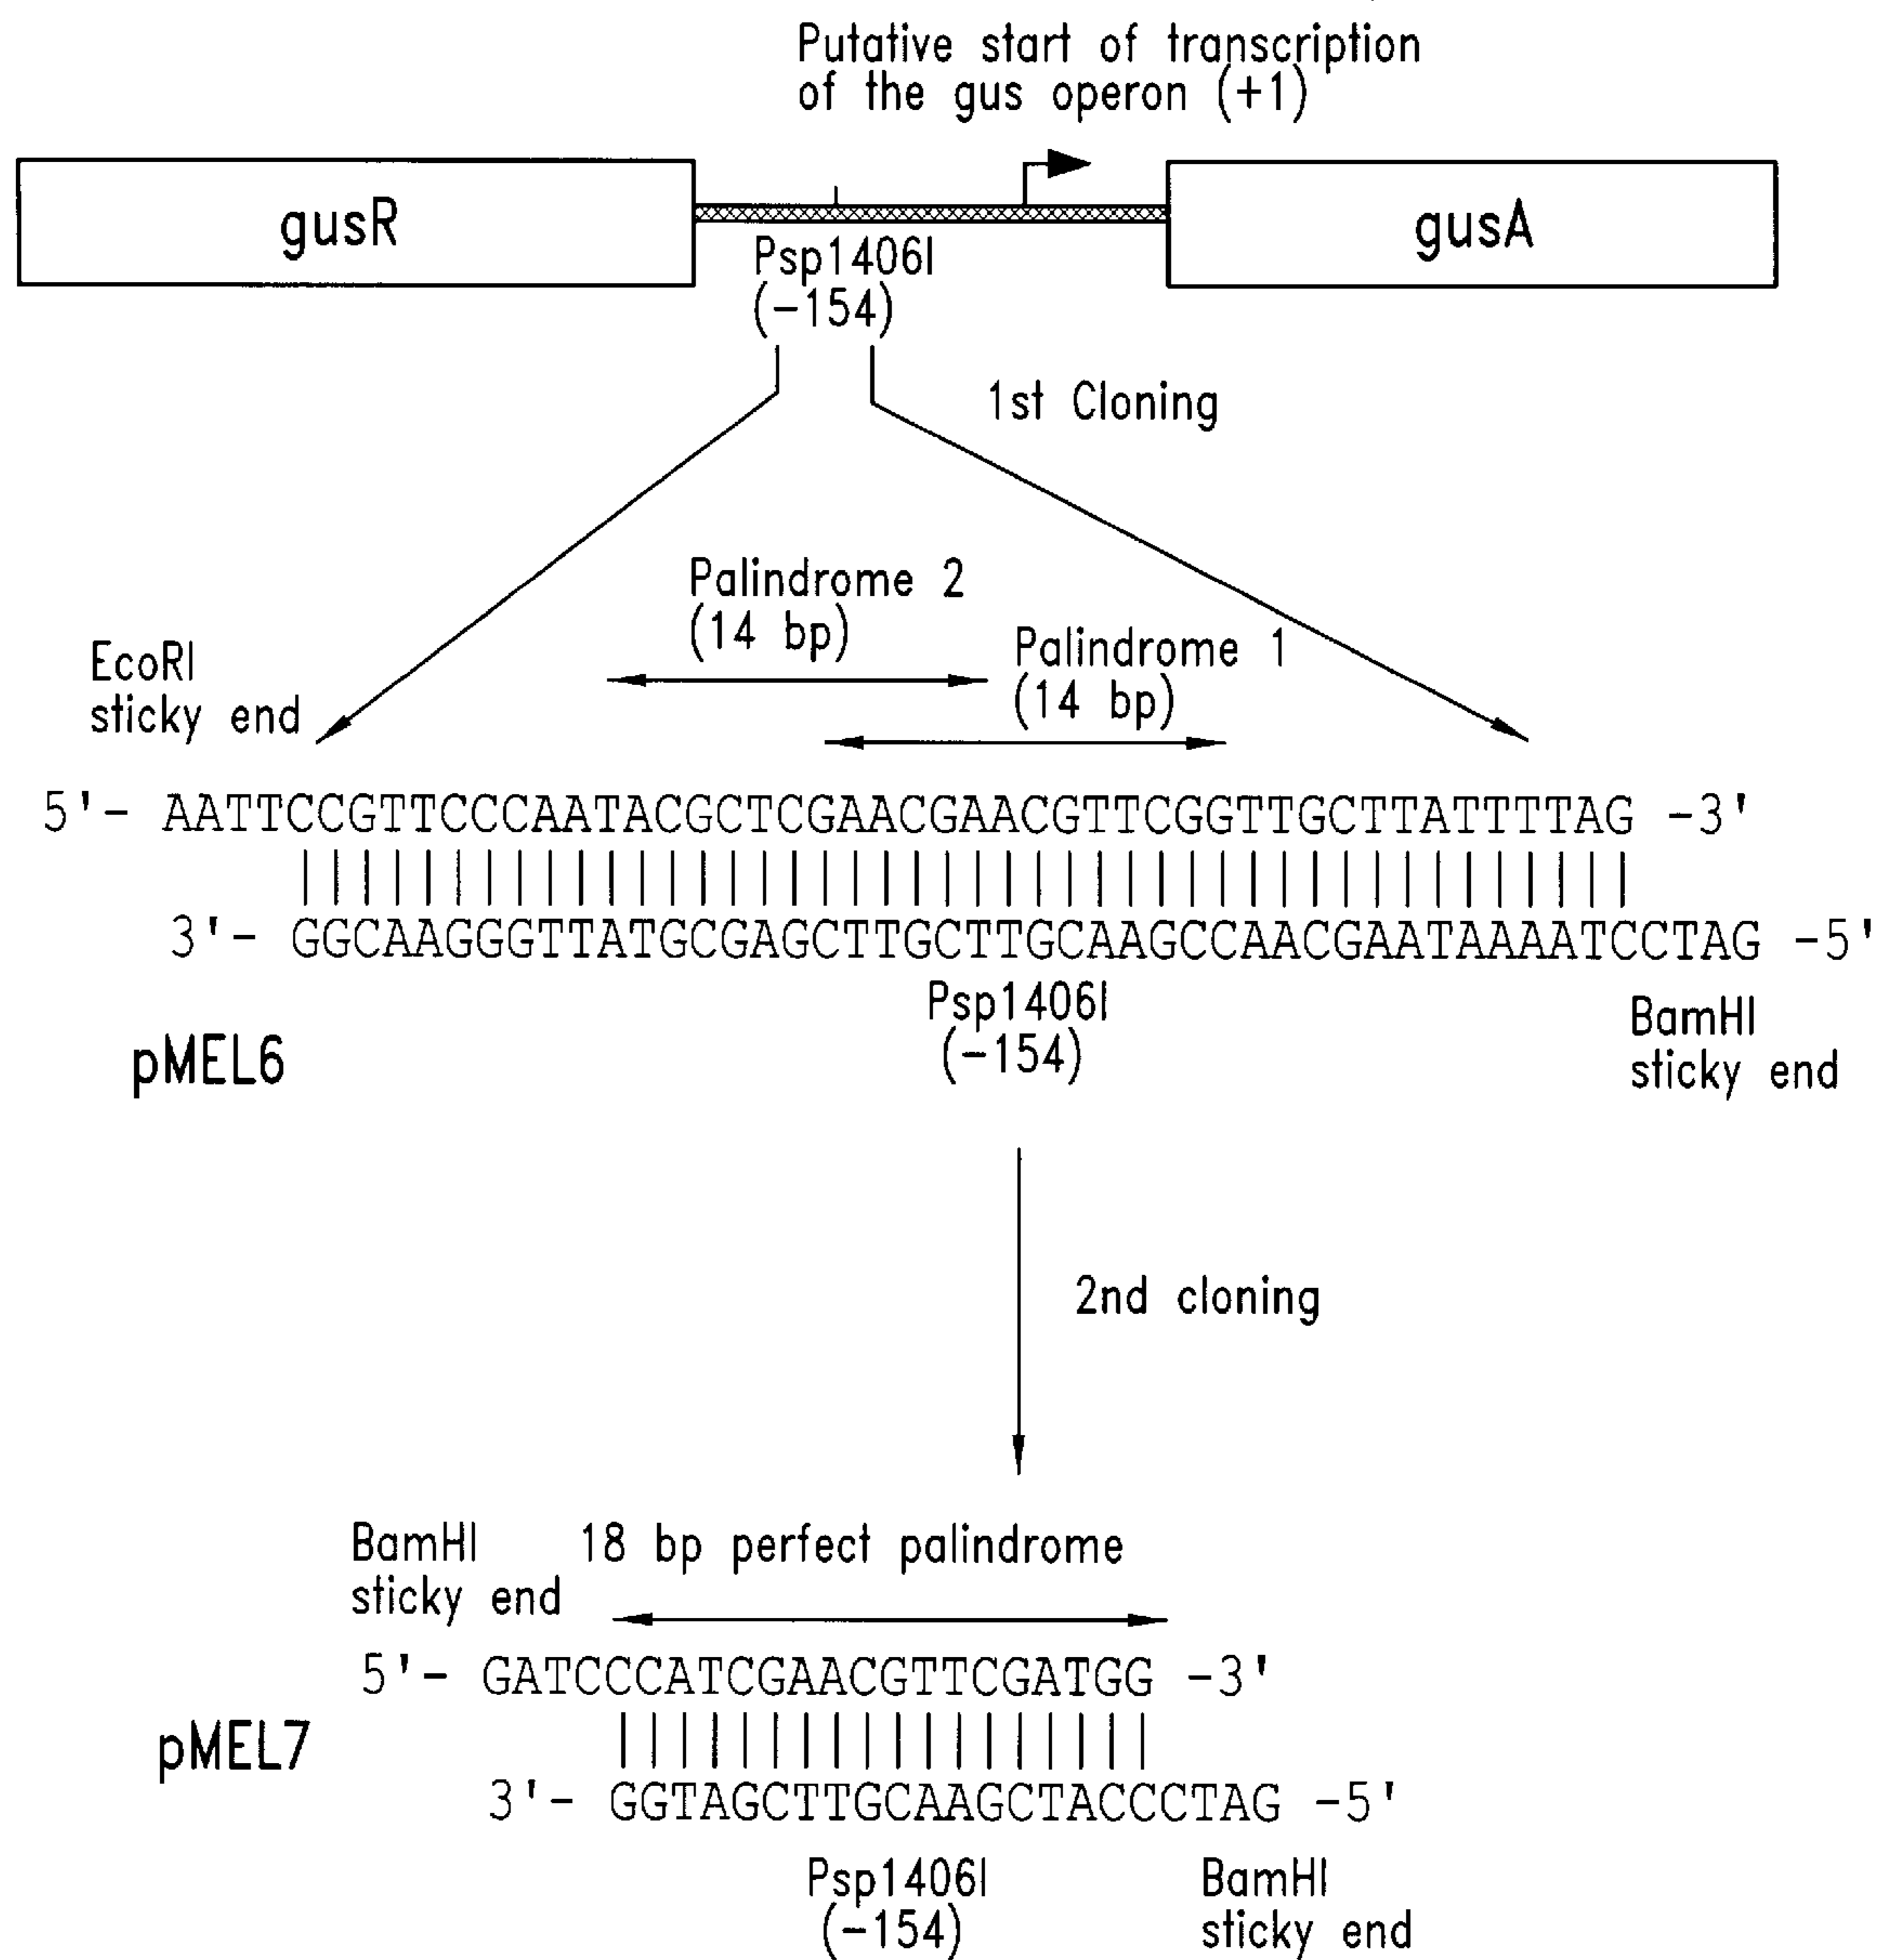 Putative start of transcription
of the gus operon (+1)
gusR
gusA
Psp1406I
(-154)
1st Cloning
Palindrome 2
(14 bp)
Palindrome 1
(14 bp)
EcoRI
sticky end
5'- AATTCCGTTCCCAATACGCTCGAACGAACGTTCGGTTGCTTATTTTAG -3'
3'- GGCAAGGGTTATGCGAGCTTGCTTGCAAGCCAACGAATAAAATCCTAG -5'
Psp1406I
(-154)
BamHI
sticky end
pMEL6
2nd cloning
BamHI
sticky end
18 bp perfect palindrome
5'- GATCCCATCGAACGTTCGATGG -3'
pMEL7
3'- GGTAGCTTGCAAGCTACCCTAG -5'
Psp1406I
(-154)
BamHI
sticky end